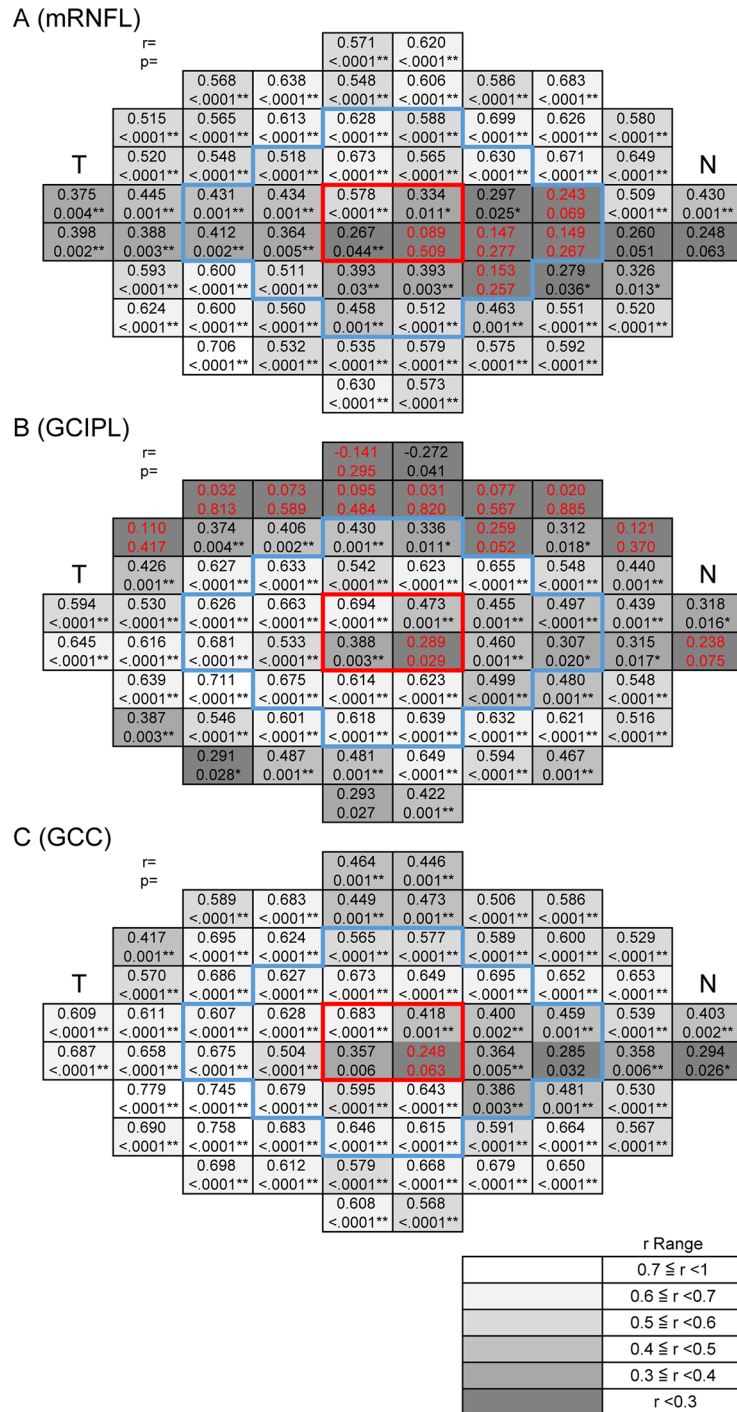 A (mRNFL)
r= 0.571 0.620
p= <.0001** <.0001**
0.568 0.638 0.548 0.606 0.586 0.683
<.0001** <.0001** <.0001** <.0001** <.0001** <.0001**
0.515 0.565 0.613 0.628 0.588 0.699 0.626 0.580
<.0001** <.0001** <.0001** <.0001** <.0001** <.0001** <.0001** <.0001**
T 0.520 0.548 0.518 0.673 0.565 0.630 0.671 0.649 N
<.0001** <.0001** <.0001** <.0001** <.0001** <.0001** <.0001** <.0001**
0.375 0.445 0.431 0.434 0.578 0.334 0.297 0.243 0.509 0.430
0.004** 0.001** 0.001** 0.001** <.0001** 0.011* 0.025* 0.069 <.0001** 0.001**
0.398 0.388 0.412 0.364 0.267 0.089 0.147 0.149 0.260 0.248
0.002** 0.003** 0.002** 0.005** 0.044** 0.509 0.277 0.267 0.051 0.063
0.593 0.600 0.511 0.393 0.393 0.153 0.279 0.326
<.0001** <.0001** <.0001** 0.03** 0.003** 0.257 0.036* 0.013*
0.624 0.600 0.560 0.458 0.512 0.463 0.551 0.520
<.0001** <.0001** <.0001** 0.001** <.0001** 0.001** <.0001** <.0001**
0.706 0.532 0.535 0.579 0.575 0.592
<.0001** <.0001** <.0001** <.0001** <.0001** <.0001**
0.630 0.573
<.0001** <.0001**
B (GCIPL)
r= -0.141 -0.272
p= 0.295 0.041
0.032 0.073 0.095 0.031 0.077 0.020
0.813 0.589 0.484 0.820 0.567 0.885
0.110 0.374 0.406 0.430 0.336 0.259 0.312 0.121
0.417 0.004** 0.002** 0.001** 0.011* 0.052 0.018* 0.370
T 0.426 0.627 0.633 0.542 0.623 0.655 0.548 0.440 N
0.001** <.0001** <.0001** <.0001** <.0001** <.0001** <.0001** 0.001**
0.594 0.530 0.626 0.663 0.694 0.473 0.455 0.497 0.439 0.318
<.0001** <.0001** <.0001** <.0001** <.0001** 0.001** 0.001** <.0001** 0.001** 0.016*
0.645 0.616 0.681 0.533 0.388 0.289 0.460 0.307 0.315 0.238
<.0001** <.0001** <.0001** <.0001** 0.003** 0.029 0.001** 0.020* 0.017* 0.075
0.639 0.711 0.675 0.614 0.623 0.499 0.480 0.548
<.0001** <.0001** <.0001** <.0001** <.0001** <.0001** 0.001** <.0001**
0.387 0.546 0.601 0.618 0.639 0.632 0.621 0.516
0.003** <.0001** <.0001** <.0001** <.0001** <.0001** <.0001** <.0001**
0.291 0.487 0.481 0.649 0.594 0.467
0.028* 0.001** 0.001** <.0001** <.0001** 0.001**
0.293 0.422
0.027 0.001**
C (GCC)
r= 0.464 0.446
p= 0.001** 0.001**
0.589 0.683 0.449 0.473 0.506 0.586
<.0001** <.0001** 0.001** 0.001** <.0001** <.0001**
0.417 0.695 0.624 0.565 0.577 0.589 0.600 0.529
0.001** <.0001** <.0001** <.0001** <.0001** <.0001** <.0001** <.0001**
T 0.570 0.686 0.627 0.673 0.649 0.695 0.652 0.653 N
<.0001** <.0001** <.0001** <.0001** <.0001** <.0001** <.0001** <.0001**
0.609 0.611 0.607 0.628 0.683 0.418 0.400 0.459 0.539 0.403
<.0001** <.0001** <.0001** <.0001** <.0001** 0.001** 0.002** 0.001** <.0001** 0.002**
0.687 0.658 0.675 0.504 0.357 0.248 0.364 0.285 0.358 0.294
<.0001** <.0001** <.0001** <.0001** 0.006 0.063 0.005** 0.032 0.006** 0.026*
0.779 0.745 0.679 0.595 0.643 0.386 0.481 0.530
<.0001** <.0001** <.0001** <.0001** <.0001** 0.003** 0.001** <.0001**
0.690 0.758 0.683 0.646 0.615 0.591 0.664 0.567
<.0001** <.0001** <.0001** <.0001** <.0001** <.0001** <.0001** <.0001**
0.698 0.612 0.579 0.668 0.679 0.650
<.0001** <.0001** <.0001** <.0001** <.0001** <.0001**
0.608 0.568
<.0001** <.0001**
r Range
0.7 ≦ r <1
0.6 ≦ r <0.7
0.5 ≦ r <0.6
0.4 ≦ r <0.5
0.3 ≦ r <0.4
r <0.3